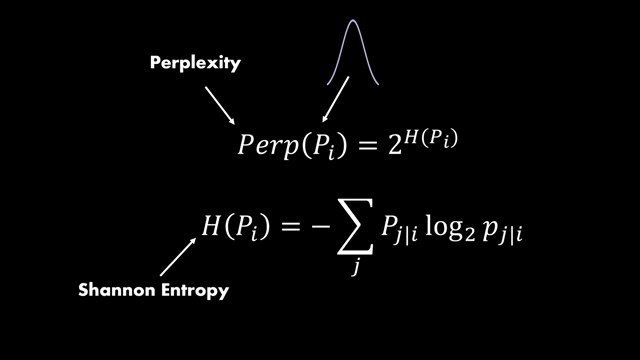 Perplexity
Perp(P_i) = 2^{H(P_i)}
H(P_i) = − ∑_j P_{j|i} log_2 p_{j|i}
Shannon Entropy